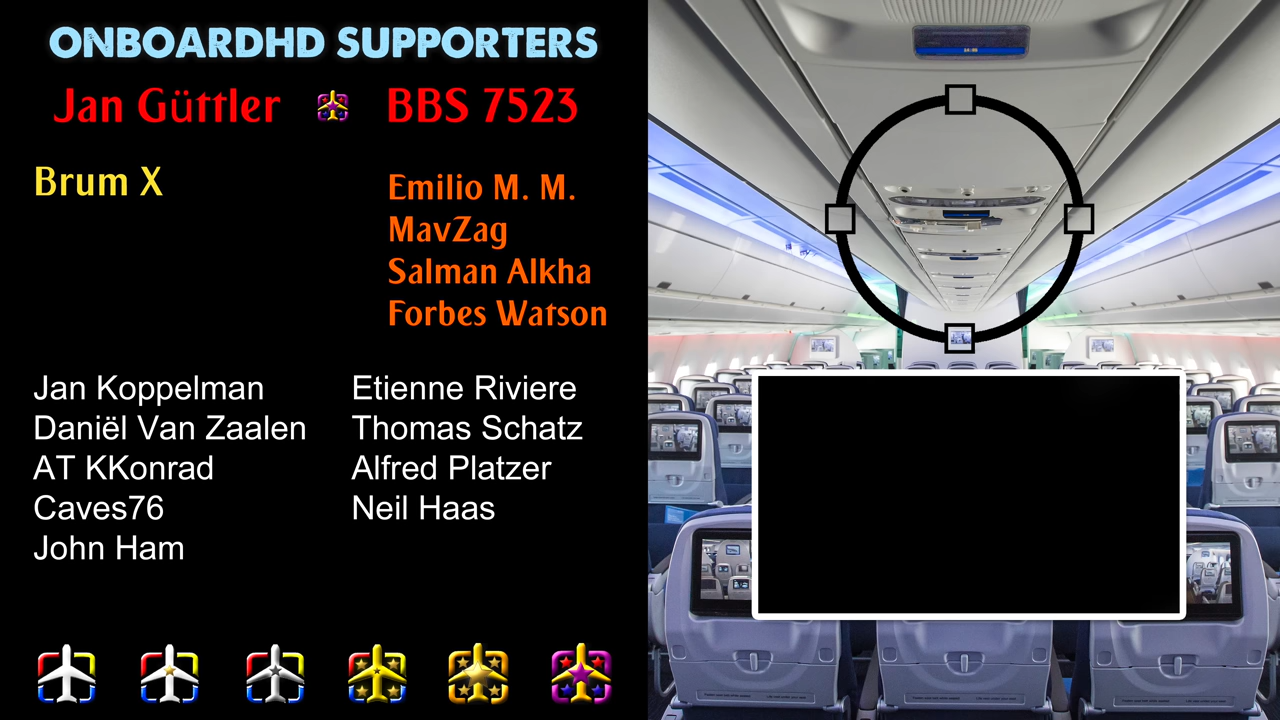 ONBOARDHD SUPPORTERS
Jan Güttler BBS 7523
Brum X
Emilio M. M.
MavZag
Salman Alkha
Forbes Watson
Jan Koppelman
Daniël Van Zaalen
AT KKonrad
Caves76
John Ham
Etienne Riviere
Thomas Schatz
Alfred Platzer
Neil Haas